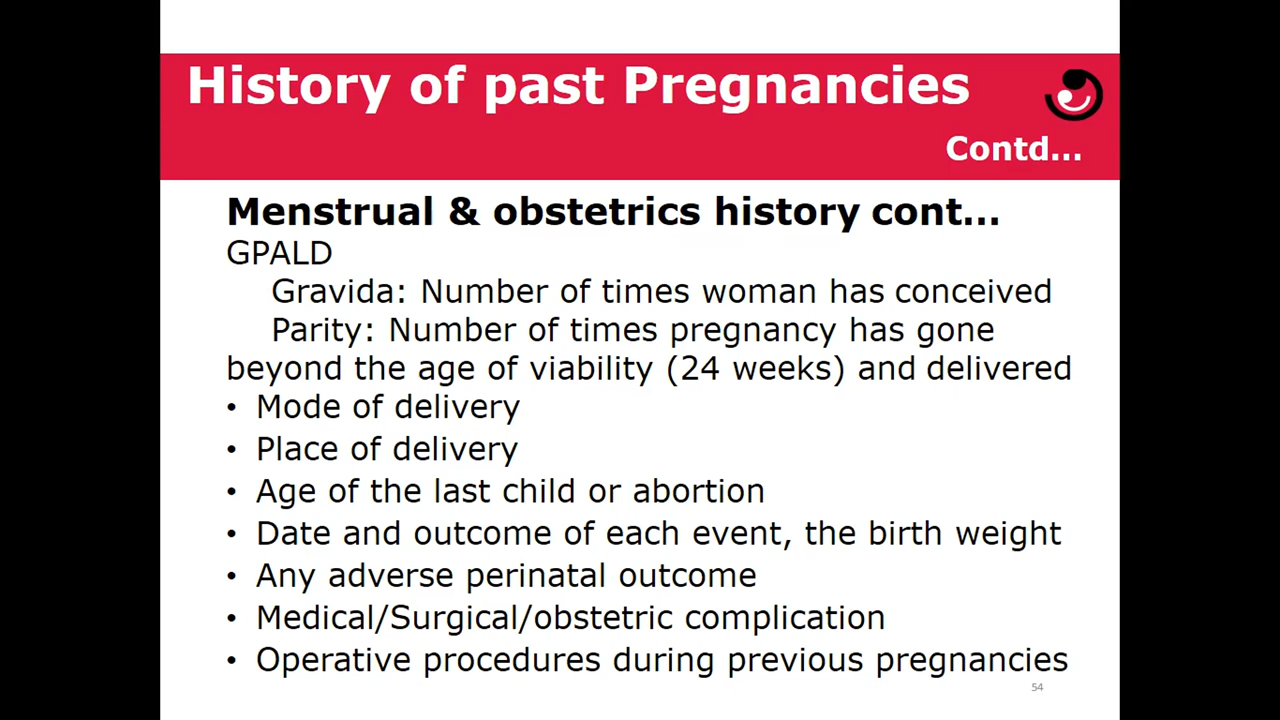 History of past Pregnancies
Contd...
Menstrual & obstetrics history cont...
GPALD
Gravida: Number of times woman has conceived
Parity: Number of times pregnancy has gone
beyond the age of viability (24 weeks) and delivered
• Mode of delivery
• Place of delivery
• Age of the last child or abortion
• Date and outcome of each event, the birth weight
• Any adverse perinatal outcome
• Medical/Surgical/obstetric complication
• Operative procedures during previous pregnancies
54